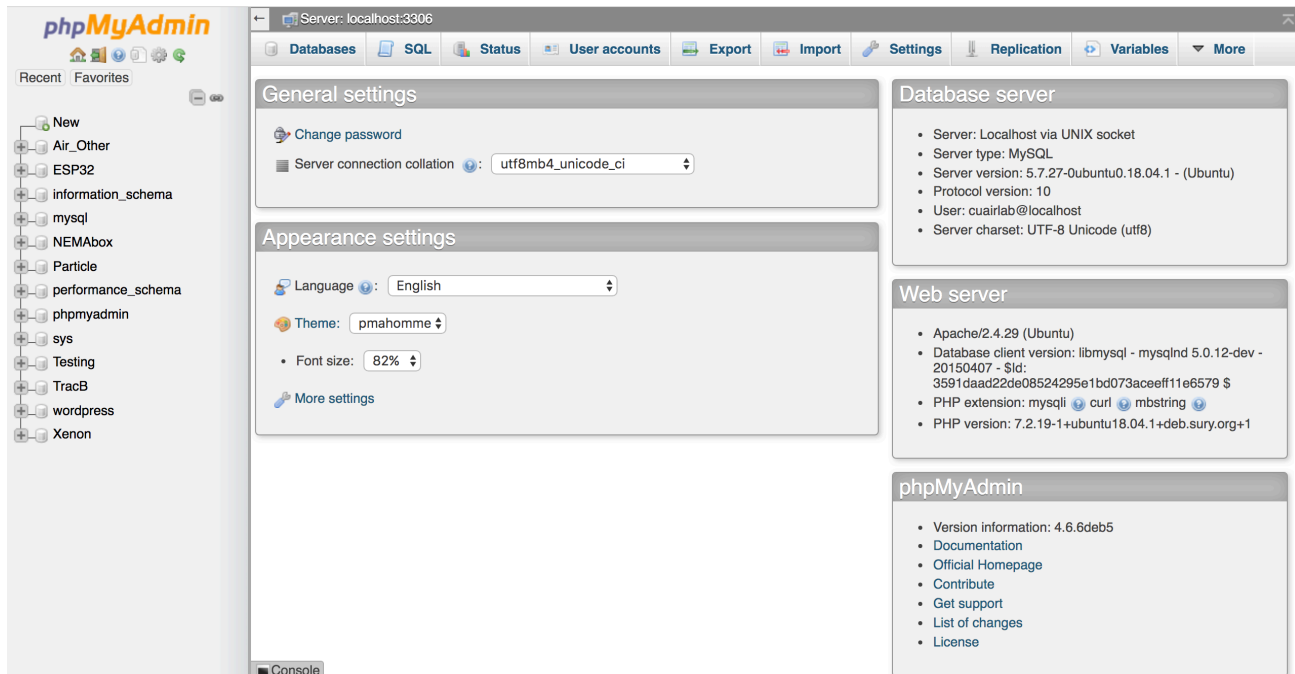 phpMyAdmin
Recent Favorites
New
Air_Other
ESP32
information_schema
mysql
NEMAbox
Particle
performance_schema
phpmyadmin
sys
Testing
TracB
wordpress
Xenon
Server: localhost:3306
Databases SQL Status User accounts Export Import Settings Replication Variables More
General settings
Change password
Server connection collation : utf8mb4_unicode_ci
Appearance settings
Language : English
Theme: pmahomme
• Font size: 82%
More settings
Console
Database server
• Server: Localhost via UNIX socket
• Server type: MySQL
• Server version: 5.7.27-0ubuntu0.18.04.1 - (Ubuntu)
• Protocol version: 10
• User: cuairlab@localhost
• Server charset: UTF-8 Unicode (utf8)
Web server
• Apache/2.4.29 (Ubuntu)
• Database client version: libmysql - mysqlnd 5.0.12-dev -
20150407 - $Id:
3591daad22de08524295e1bd073aceeff11e6579 $
• PHP extension: mysqli curl mbstring
• PHP version: 7.2.19-1+ubuntu18.04.1+deb.sury.org+1
phpMyAdmin
• Version information: 4.6.6deb5
• Documentation
• Official Homepage
• Contribute
• Get support
• List of changes
• License